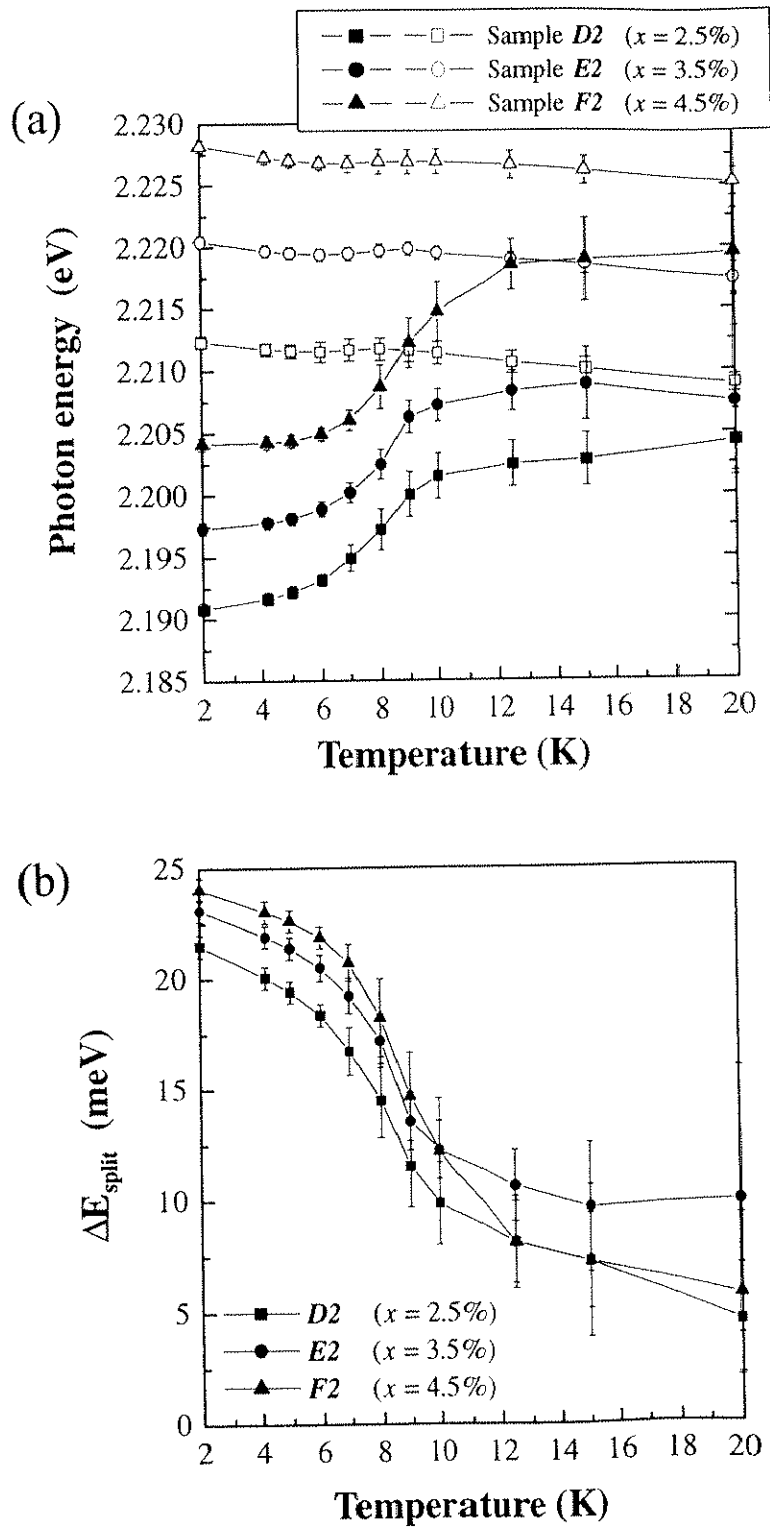 Sample D2 (x = 2.5%)
Sample E2 (x = 3.5%)
Sample F2 (x = 4.5%)
(a)
2.230
2.225
2.220
2.215
2.210
2.205
2.200
2.195
2.190
2.185
Photon energy (eV)
2 4 6 8 10 12 14 16 18 20
Temperature (K)
(b)
25
20
15
10
5
0
ΔE_split (meV)
D2 (x = 2.5%)
E2 (x = 3.5%)
F2 (x = 4.5%)
2 4 6 8 10 12 14 16 18 20
Temperature (K)